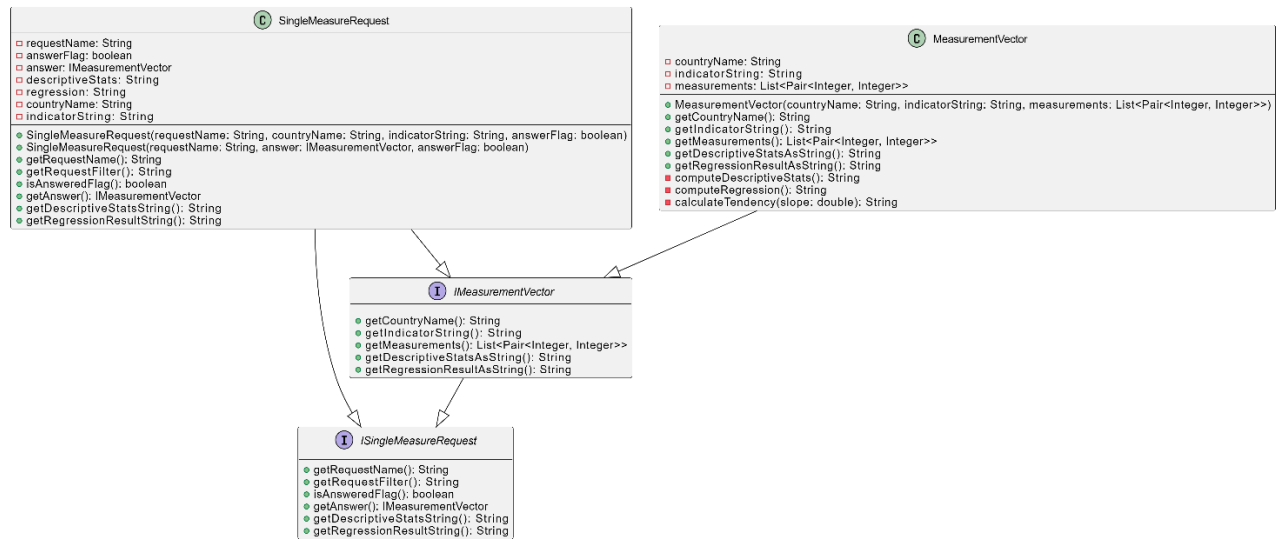 C SingleMeasureRequest
requestName: String
answerFlag: boolean
answer: IMeasurementVector
descriptiveStats: String
regression: String
countryName: String
indicatorString: String
SingleMeasureRequest(requestName: String, countryName: String, indicatorString: String, answerFlag: boolean)
SingleMeasureRequest(requestName: String, answer: IMeasurementVector, answerFlag: boolean)
getRequestName(): String
getRequestFilter(): String
isAnsweredFlag(): boolean
getAnswer(): IMeasurementVector
getDescriptiveStatsString(): String
getRegressionResultString(): String
C MeasurementVector
countryName: String
indicatorString: String
measurements: List<Pair<Integer, Integer>>
MeasurementVector(countryName: String, indicatorString: String, measurements: List<Pair<Integer, Integer>>)
getCountryName(): String
getIndicatorString(): String
getMeasurements(): List<Pair<Integer, Integer>>
getDescriptiveStatsAsString(): String
getRegressionResultAsString(): String
computeDescriptiveStats(): String
computeRegression(): String
calculateTendency(slope: double): String
I IMeasurementVector
getCountryName(): String
getIndicatorString(): String
getMeasurements(): List<Pair<Integer, Integer>>
getDescriptiveStatsAsString(): String
getRegressionResultAsString(): String
I ISingleMeasureRequest
getRequestName(): String
getRequestFilter(): String
isAnsweredFlag(): boolean
getAnswer(): IMeasurementVector
getDescriptiveStatsString(): String
getRegressionResultString(): String